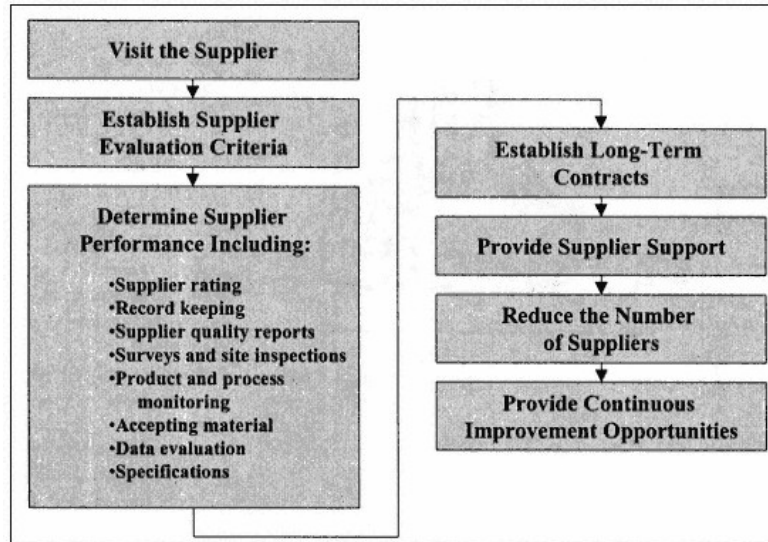 Visit the Supplier
Establish Supplier
Evaluation Criteria
Determine Supplier
Performance Including:
•Supplier rating
•Record keeping
•Supplier quality reports
•Surveys and site inspections
•Product and process
monitoring
•Accepting material
•Data evaluation
•Specifications
Establish Long-Term
Contracts
Provide Supplier Support
Reduce the Number
of Suppliers
Provide Continuous
Improvement Opportunities